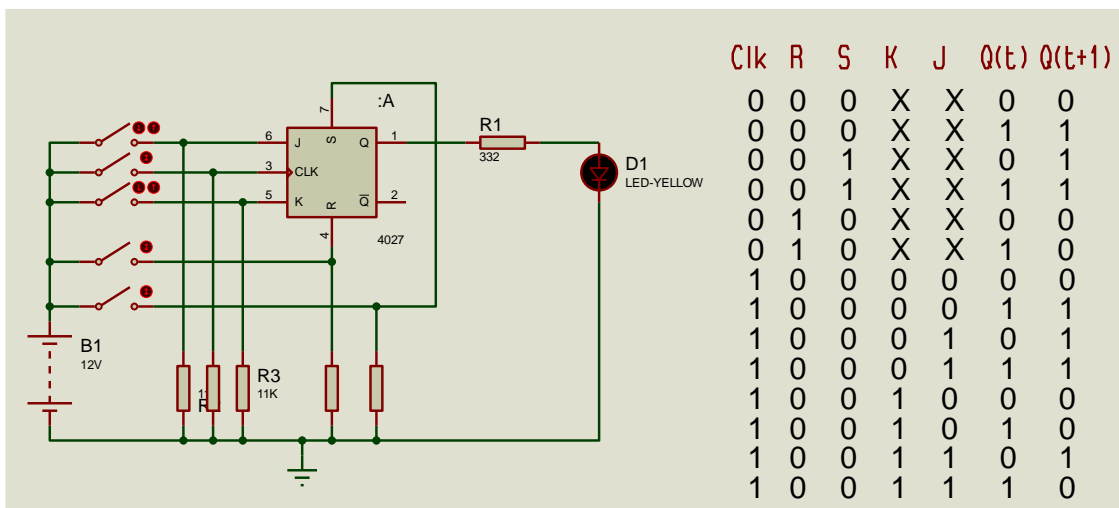 :A
7
S
6
J
Q
1
3
CLK
5
K
Q
2
R
4
4027
R1
332
D1
LED-YELLOW
B1
12V
R3
11K
Clk R S K J Q(t) Q(t+1)
0 0 0 X X 0 0
0 0 0 X X 1 1
0 0 1 X X 0 1
0 0 1 X X 1 1
0 1 0 X X 0 0
0 1 0 X X 1 0
1 0 0 0 0 0 0
1 0 0 0 0 1 1
1 0 0 0 1 0 1
1 0 0 0 1 1 1
1 0 0 1 0 0 0
1 0 0 1 0 1 0
1 0 0 1 1 0 1
1 0 0 1 1 1 0